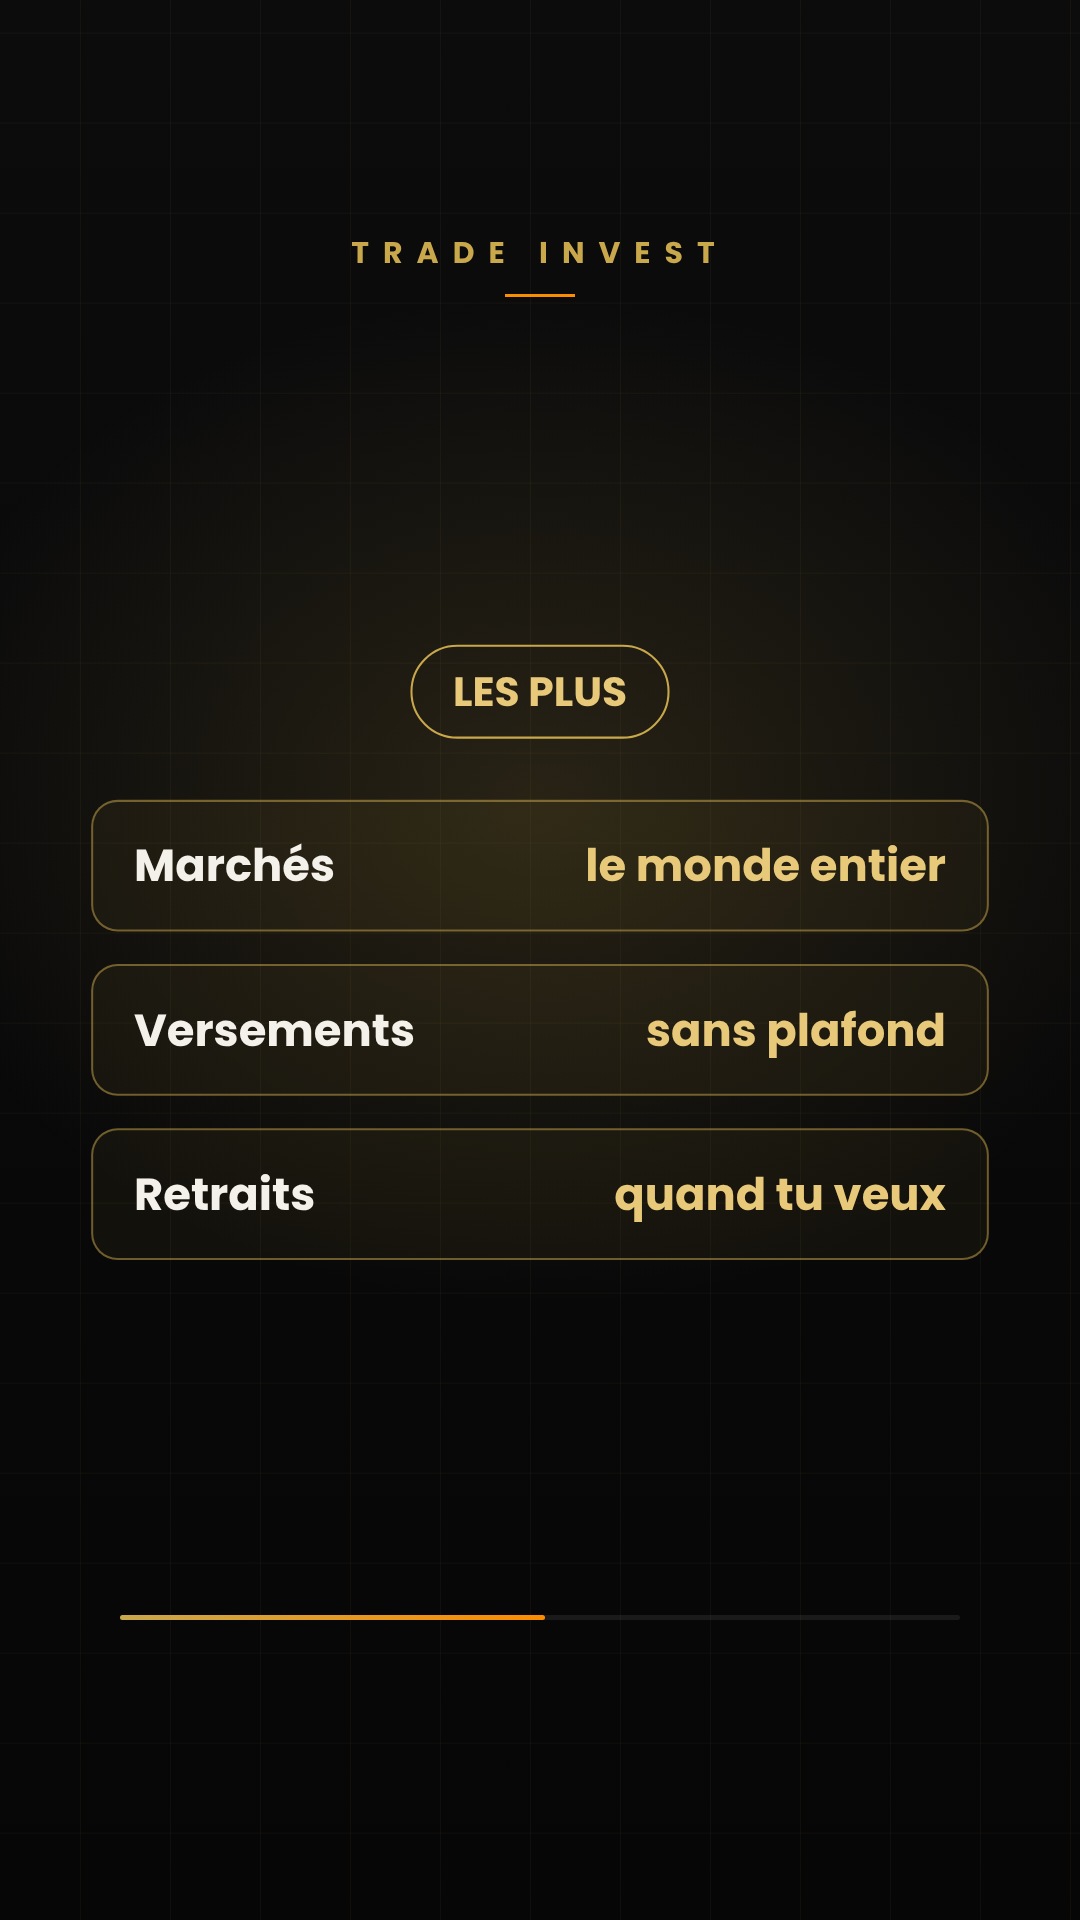 TRADE INVEST
LES PLUS
Marchés le monde entier
Versements sans plafond
Retraits quand tu veux